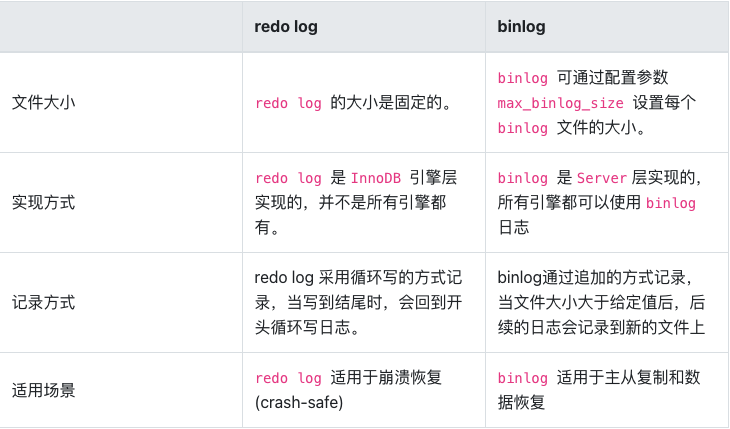 redo log
binlog
文件大小
redo log 的大小是固定的。
binlog 可通过配置参数
max_binlog_size 设置每个
binlog 文件的大小。
实现方式
redo log 是 InnoDB 引擎层
实现的，并不是所有引擎都
有。
binlog 是 Server 层实现的，
所有引擎都可以使用 binlog
日志
记录方式
redo log 采用循环写的方式记
录，当写到结尾时，会回到开
头循环写日志。
binlog通过追加的方式记录，
当文件大小大于给定值后，后
续的日志会记录到新的文件上
适用场景
redo log 适用于崩溃恢复
(crash-safe)
binlog 适用于主从复制和数
据恢复